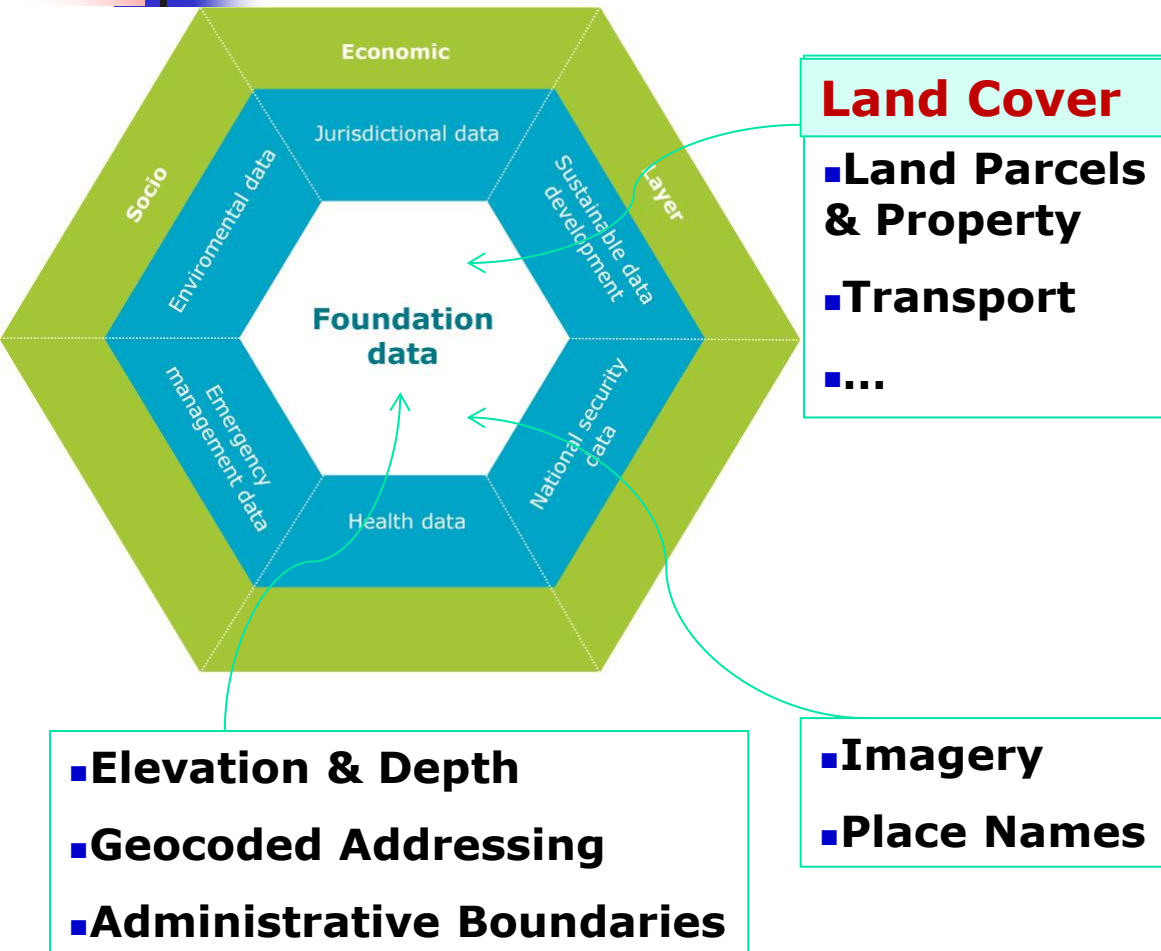 Economic
Land Cover
Jurisdictional data
▪Land Parcels
& Property
Socio
Layer
Enviromental data
Sustainable data
development
▪Transport
Foundation
data
▪...
Emergency
management data
National security
data
Health data
▪Elevation & Depth
▪Geocoded Addressing
▪Administrative Boundaries
▪Imagery
▪Place Names